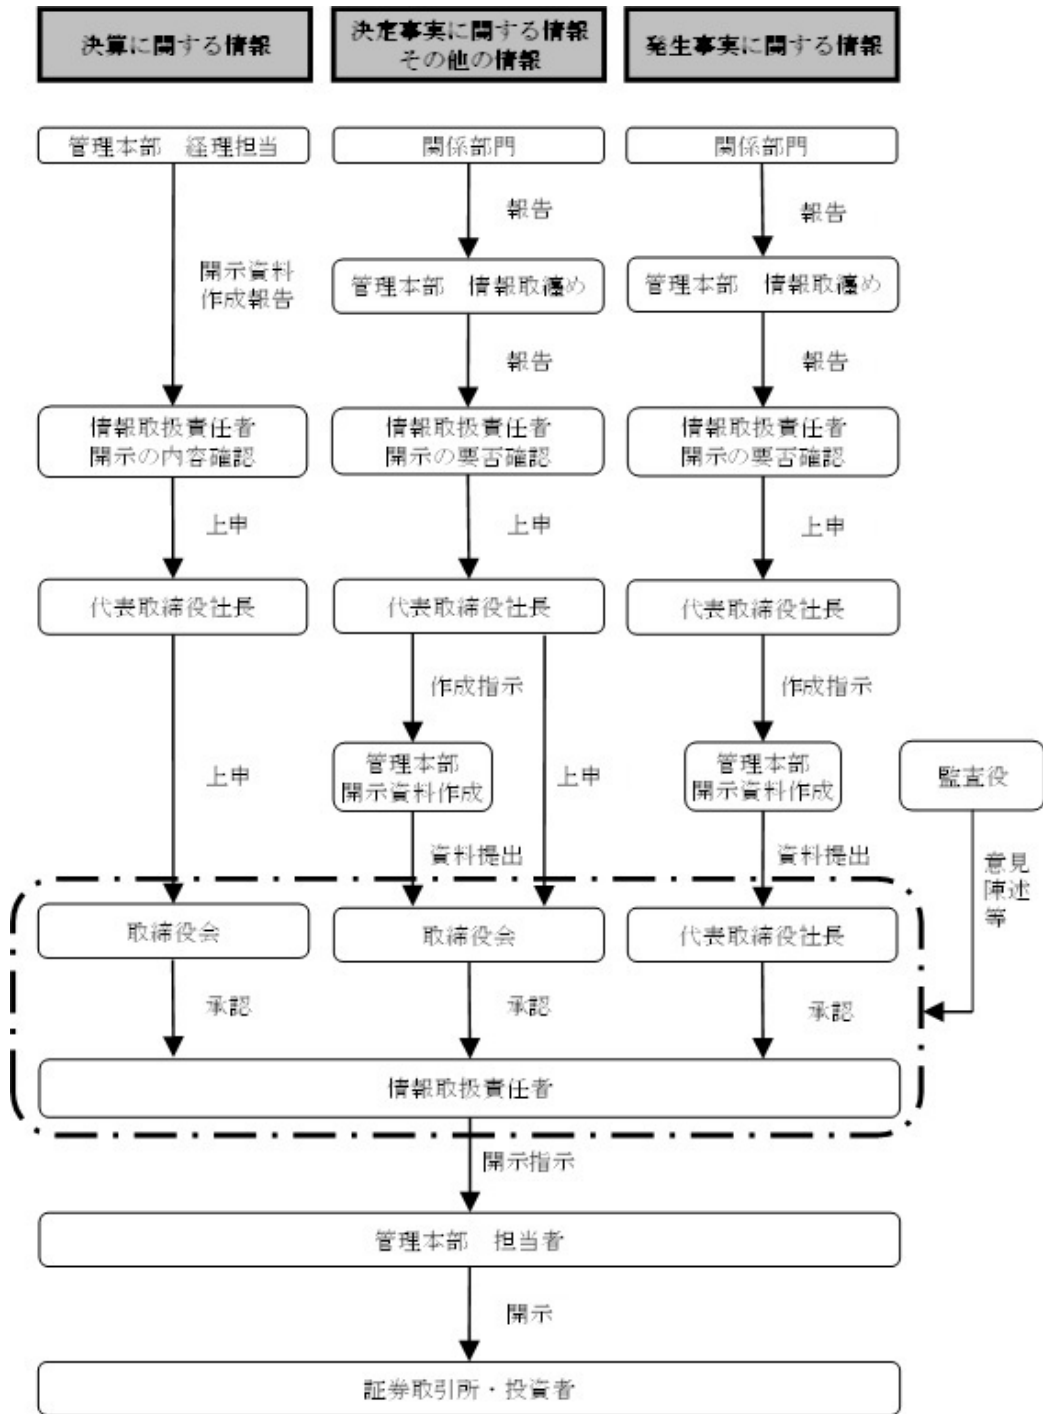 決算に関する情報
決定事実に関する情報
その他の情報
発生事実に関する情報
管理本部　経理担当
関係部門
関係部門
報告
報告
開示資料
作成報告
管理本部　情報取纏め
管理本部　情報取纏め
報告
報告
情報取扱責任者
開示の内容確認
情報取扱責任者
開示の要否確認
情報取扱責任者
開示の要否確認
上申
上申
上申
代表取締役社長
代表取締役社長
代表取締役社長
作成指示
作成指示
上申
管理本部
開示資料作成
上申
管理本部
開示資料作成
監査役
資料提出
資料提出
意見
陳述
等
取締役会
取締役会
代表取締役社長
承認
承認
承認
情報取扱責任者
開示指示
管理本部　担当者
開示
証券取引所・投資者